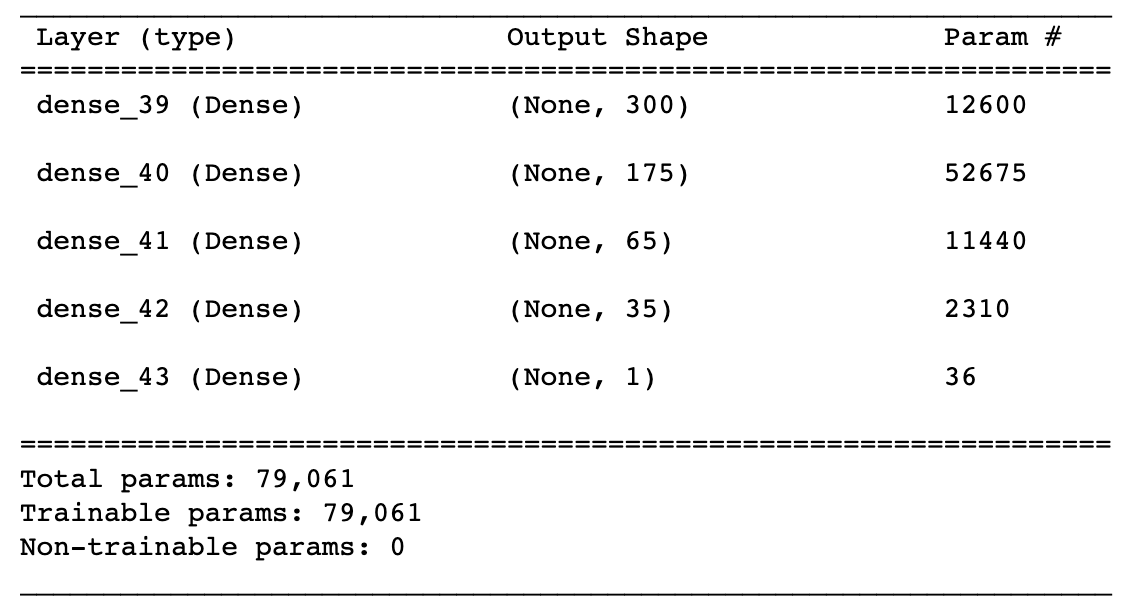 Layer (type) Output Shape Param #
=================================================================
dense_39 (Dense) (None, 300) 12600
dense_40 (Dense) (None, 175) 52675
dense_41 (Dense) (None, 65) 11440
dense_42 (Dense) (None, 35) 2310
dense_43 (Dense) (None, 1) 36
=================================================================
Total params: 79,061
Trainable params: 79,061
Non-trainable params: 0